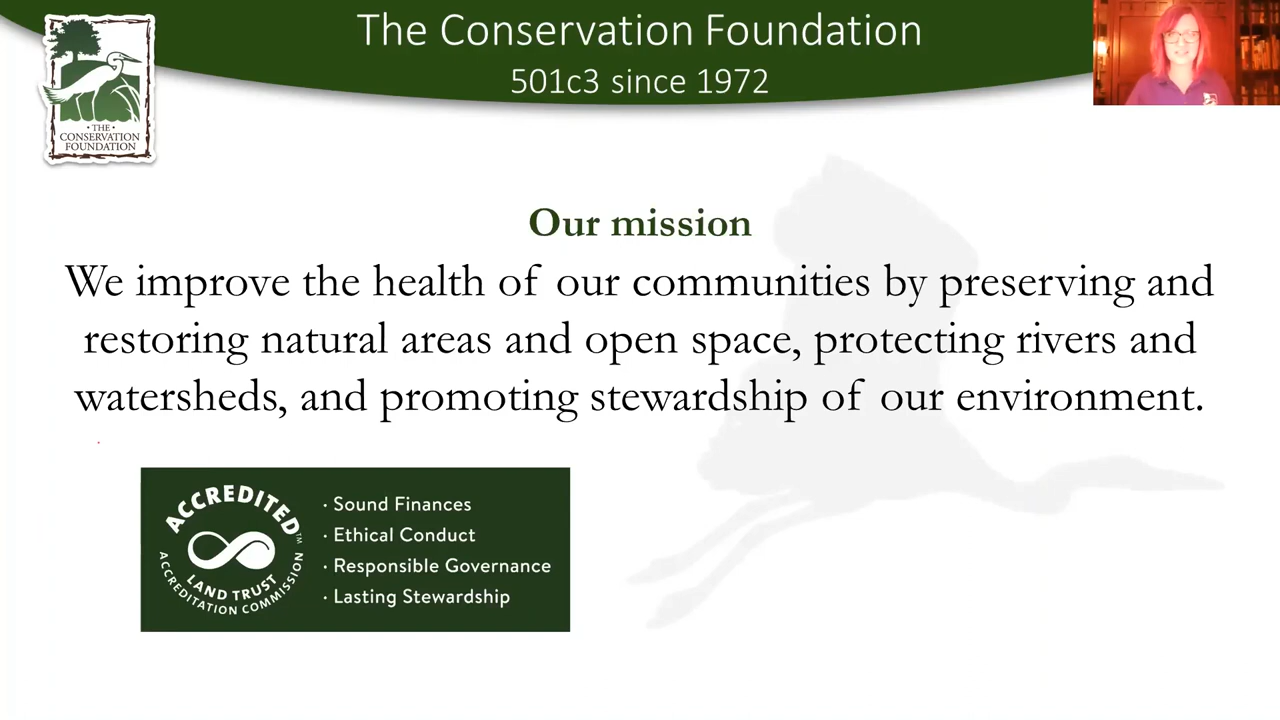 The Conservation Foundation
501c3 since 1972
· THE ·
CONSERVATION
FOUNDATION
Our mission
We improve the health of our communities by preserving and
restoring natural areas and open space, protecting rivers and
watersheds, and promoting stewardship of our environment.
ACCREDITED™
LAND TRUST
ACCREDITATION COMMISSION
· Sound Finances
· Ethical Conduct
· Responsible Governance
· Lasting Stewardship